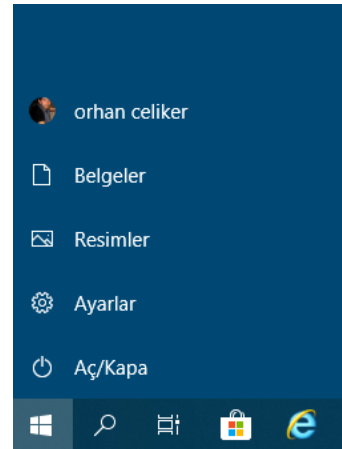 orhan celiker
Belgeler
Resimler
Ayarlar
Aç/Kapa